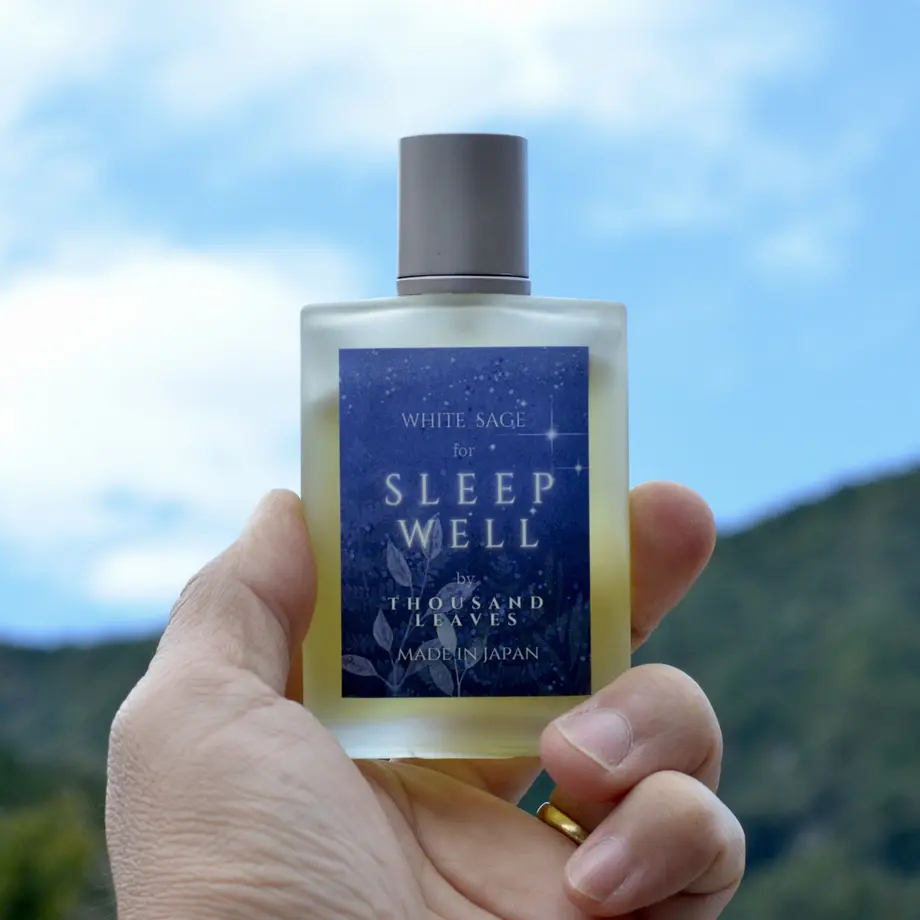 WHITE SAGE
for
SLEEP
WELL
by
THOUSAND
LEAVES
MADE IN JAPAN